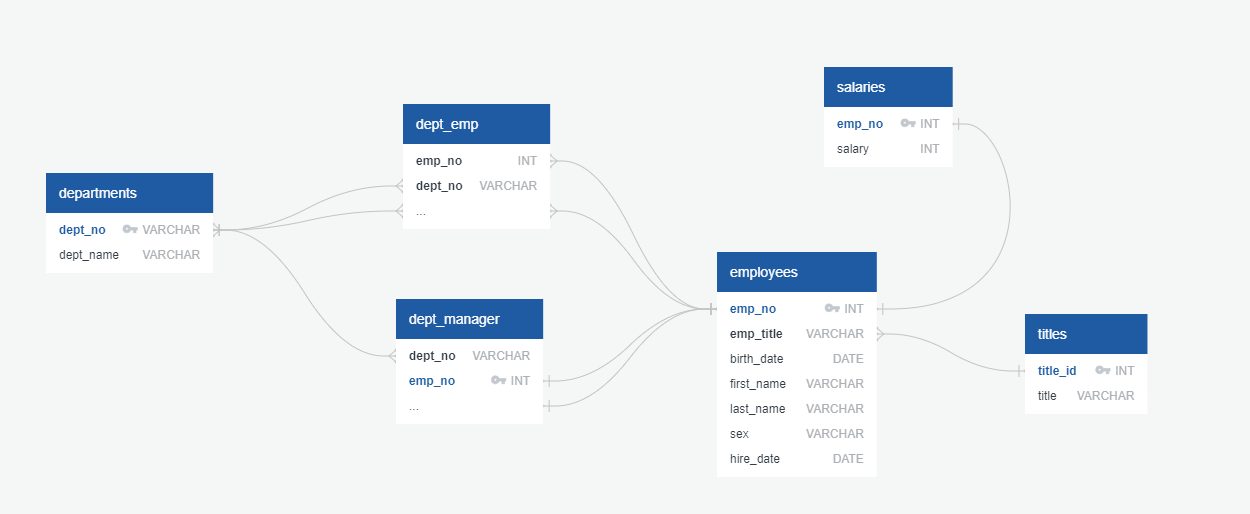 departments
dept_no VARCHAR
dept_name VARCHAR
dept_emp
emp_no INT
dept_no VARCHAR
...
dept_manager
dept_no VARCHAR
emp_no INT
...
salaries
emp_no INT
salary INT
employees
emp_no INT
emp_title VARCHAR
birth_date DATE
first_name VARCHAR
last_name VARCHAR
sex VARCHAR
hire_date DATE
titles
title_id INT
title VARCHAR